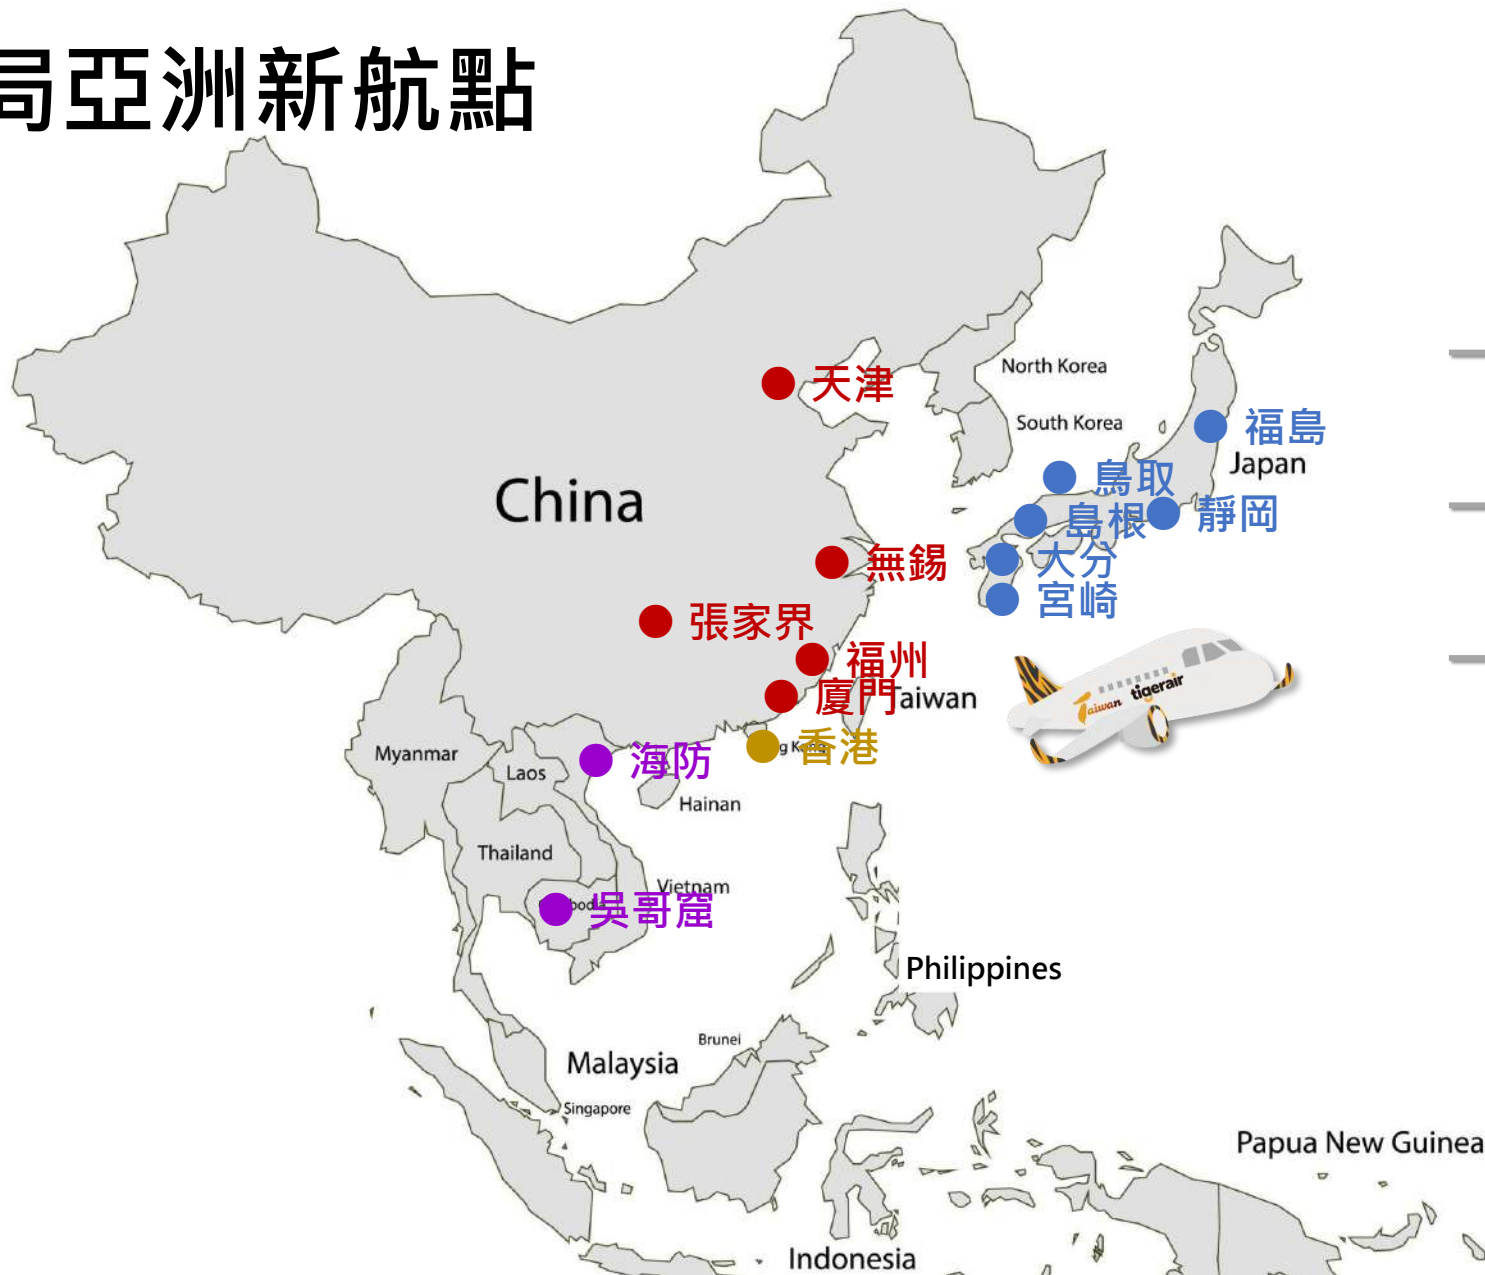 局亞洲新航點
North Korea
天津
South Korea
福島
Japan
鳥取
China
靜岡
島根
無錫
大分
宮崎
張家界
福州
廈門
Taiwan
Taiwan tigerair
香港
海防
Myanmar
Laos
Hainan
Thailand
Vietnam
吳哥窟
Philippines
Brunei
Malaysia
Singapore
Papua New Guinea
Indonesia